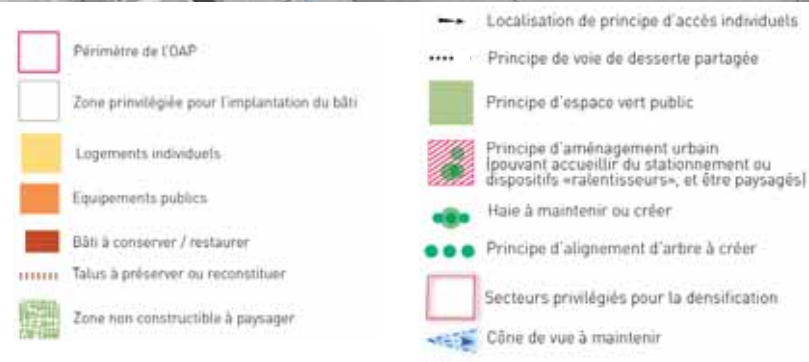 Périmètre de l'OAP
Zone prinvilégiée pour l'implantation du bâti
Logements individuels
Equipements publics
Bâti à conserver / restaurer
Talus à préserver ou reconstituer
Zone non constructible à paysager
Localisation de principe d'accès individuels
Principe de voie de desserte partagée
Principe d'espace vert public
Principe d'aménagement urbain
(pouvant accueillir du stationnement ou
dispositifs «ralentisseurs», et être paysagés)
Haie à maintenir ou créer
Principe d'alignement d'arbre à créer
Secteurs privilégiés pour la densification
Cône de vue à maintenir